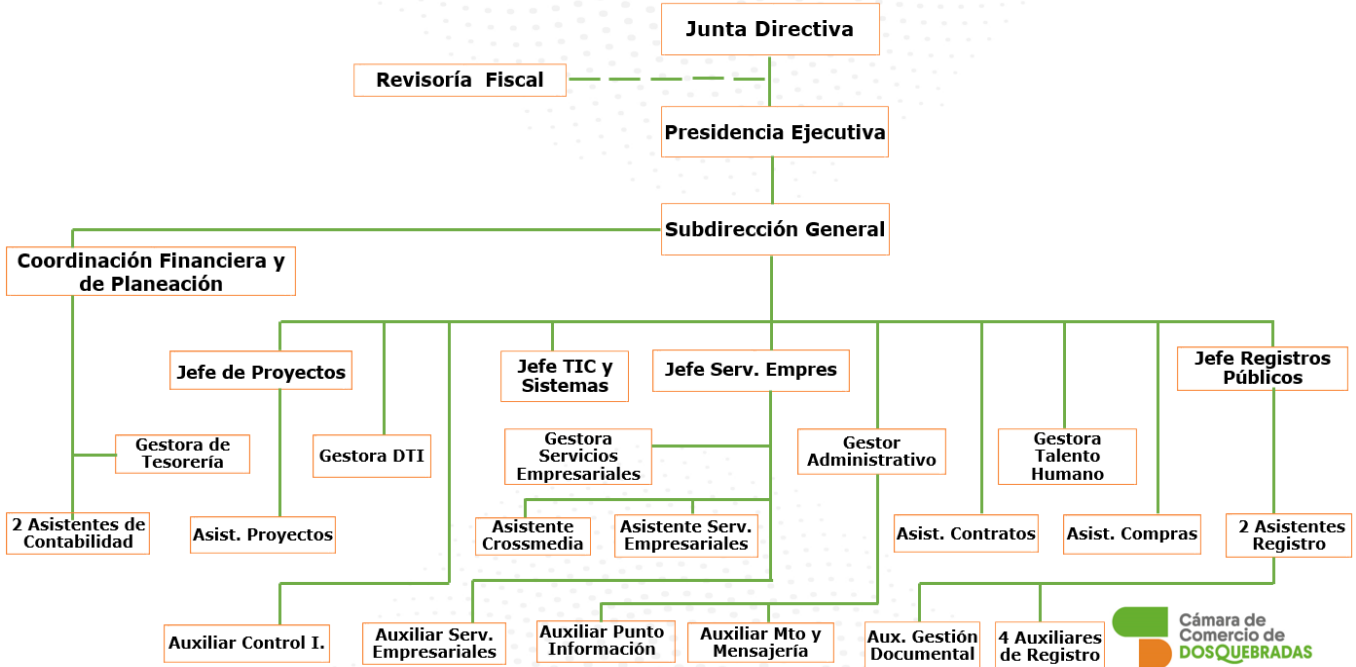 Junta Directiva
Revisoría Fiscal
Presidencia Ejecutiva
Subdirección General
Coordinación Financiera y
de Planeación
Jefe de Proyectos
Jefe TIC y
Sistemas
Jefe Serv. Empres
Jefe Registros
Públicos
Gestora de
Tesorería
Gestora DTI
Gestora
Servicios
Empresariales
Gestor
Administrativo
Gestora
Talento
Humano
2 Asistentes de
Contabilidad
Asist. Proyectos
Asistente
Crossmedia
Asistente Serv.
Empresariales
Asist. Contratos
Asist. Compras
2 Asistentes
Registro
Auxiliar Control I.
Auxiliar Serv.
Empresariales
Auxiliar Punto
Información
Auxiliar Mto y
Mensajería
Aux. Gestión
Documental
4 Auxiliares
de Registro
Cámara de
Comercio de
DOSQUEBRADAS